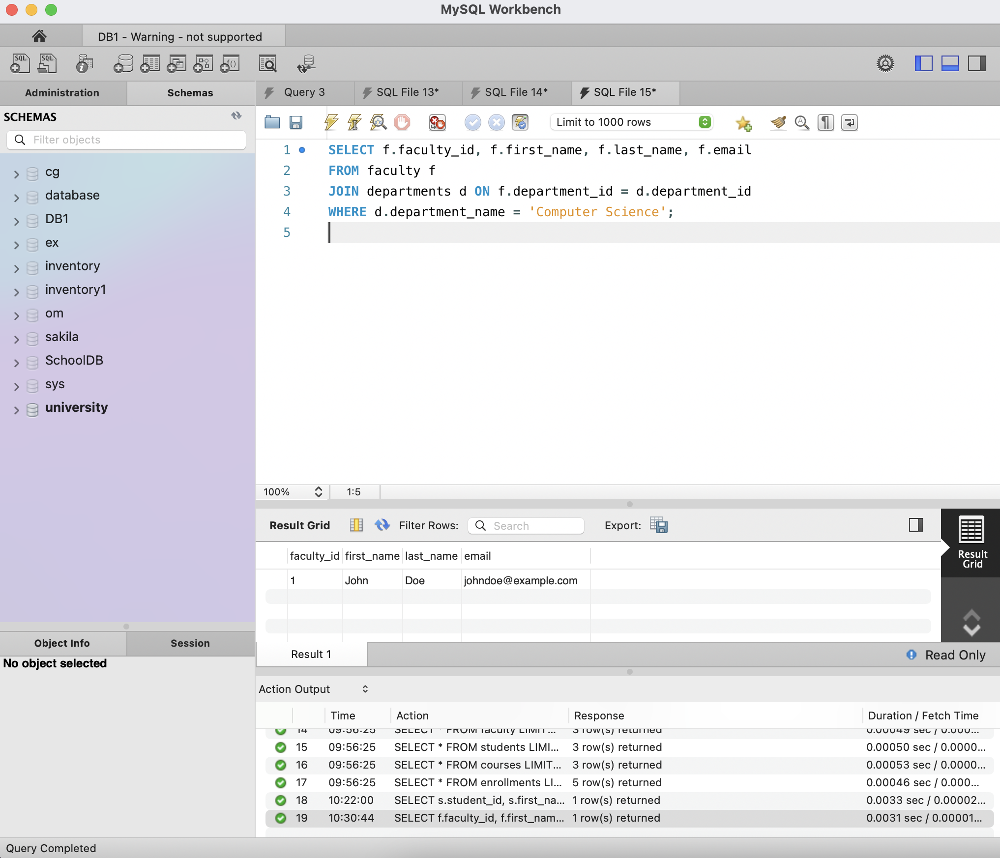 MySQL Workbench
DB1 - Warning - not supported
SQL SQL i f()
Administration Schemas
SCHEMAS
Filter objects
cg
database
DB1
ex
inventory
inventory1
om
sakila
SchoolDB
sys
university
Object Info Session
No object selected
Query 3 SQL File 13* SQL File 14* SQL File 15*
Limit to 1000 rows
1 SELECT f.faculty_id, f.first_name, f.last_name, f.email
2 FROM faculty f
3 JOIN departments d ON f.department_id = d.department_id
4 WHERE d.department_name = 'Computer Science';
5
100% 1:5
Result Grid Filter Rows: Search Export:
faculty_id first_name last_name email
1 John Doe johndoe@example.com
Result
Grid
Result 1 Read Only
Action Output
Time Action Response Duration / Fetch Time
14 09:56:25 SELECT * FROM faculty LIMIT... 3 row(s) returned 0.00049 sec / 0.000...
15 09:56:25 SELECT * FROM students LIMI... 3 row(s) returned 0.00050 sec / 0.0000...
16 09:56:25 SELECT * FROM courses LIMIT... 3 row(s) returned 0.00053 sec / 0.0000...
17 09:56:25 SELECT * FROM enrollments LI... 5 row(s) returned 0.00046 sec / 0.000...
18 10:22:00 SELECT s.student_id, s.first_na... 1 row(s) returned 0.0033 sec / 0.00002...
19 10:30:44 SELECT f.faculty_id, f.first_nam... 1 row(s) returned 0.0031 sec / 0.00001...
Query Completed